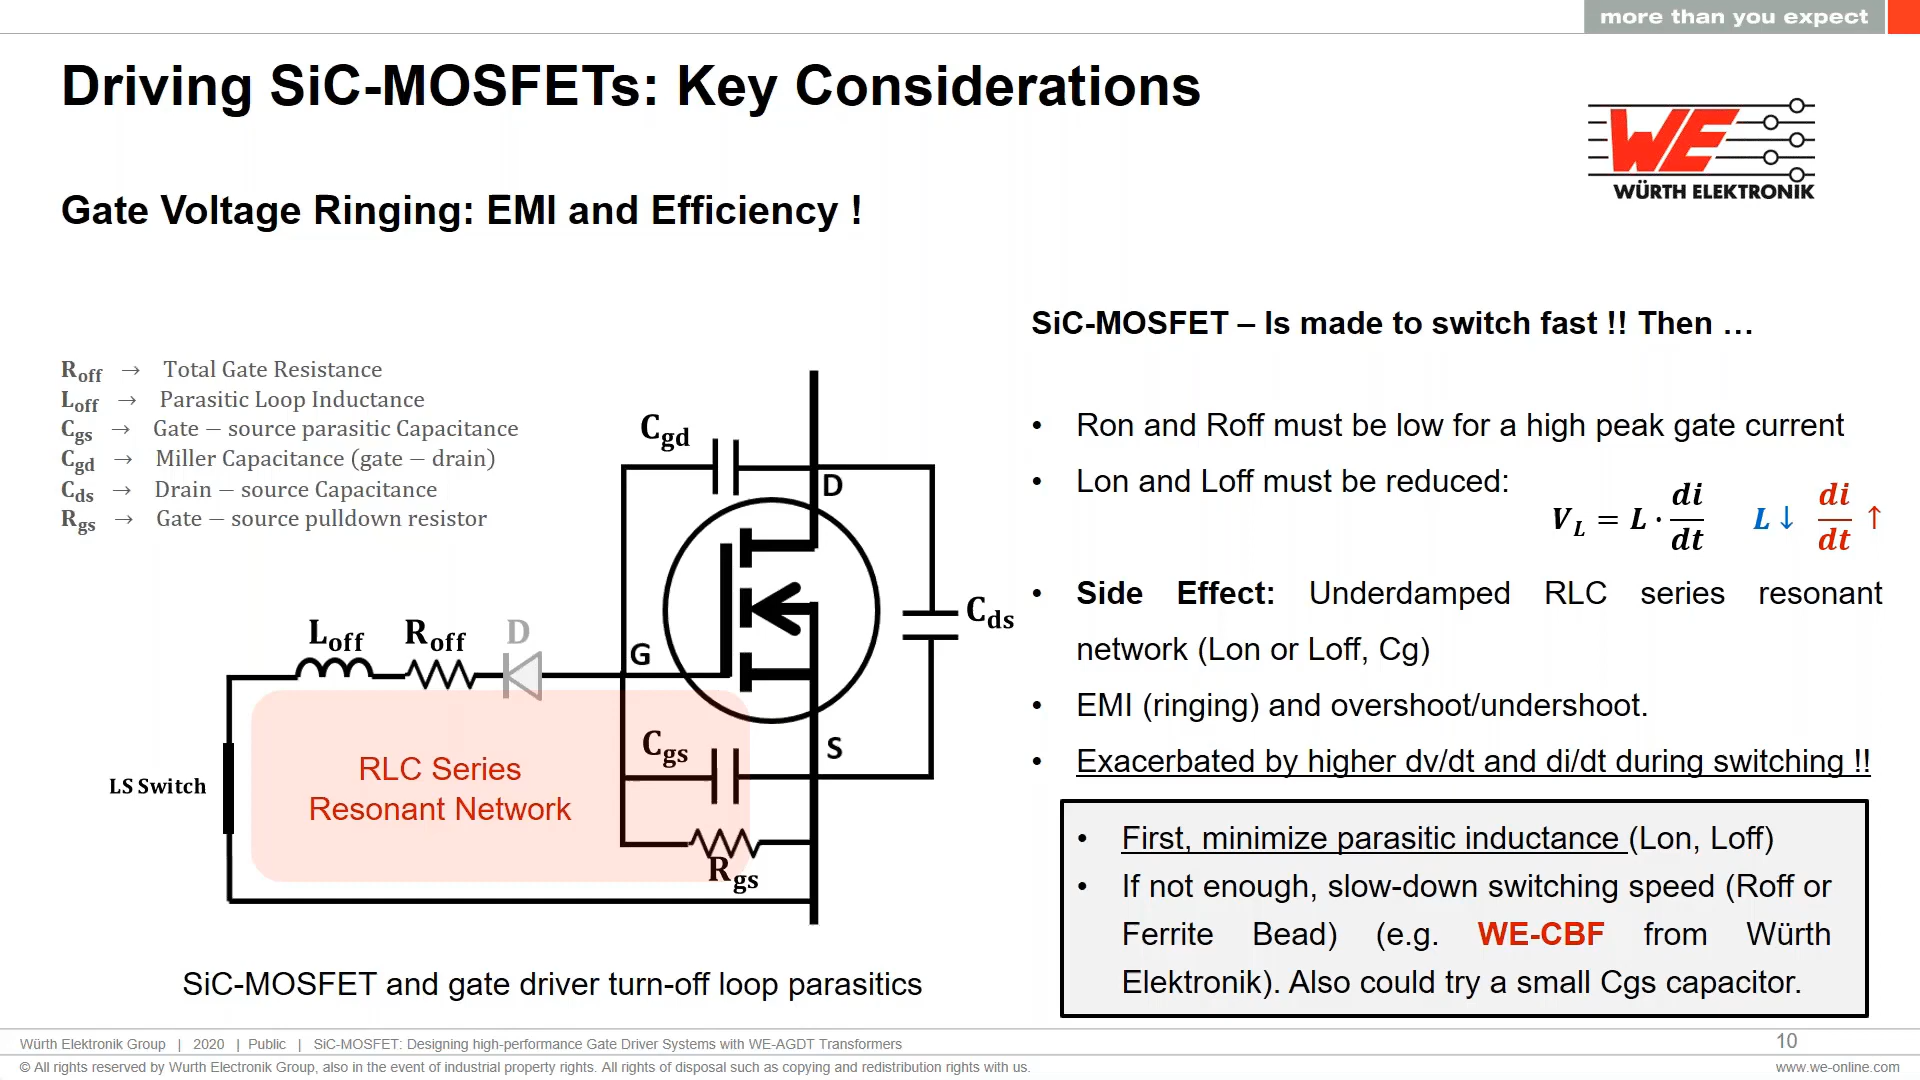 more than you expect
Driving SiC-MOSFETs: Key Considerations
WE
WÜRTH ELEKTRONIK
Gate Voltage Ringing: EMI and Efficiency !
R_off → Total Gate Resistance
L_off → Parasitic Loop Inductance
C_gs → Gate − source parasitic Capacitance
C_gd → Miller Capacitance (gate − drain)
C_ds → Drain − source Capacitance
R_gs → Gate − source pulldown resistor
C_gd
D
C_ds
L_off R_off D
G
C_gs
S
LS Switch
RLC Series
Resonant Network
R_gs
SiC-MOSFET and gate driver turn-off loop parasitics
SiC-MOSFET – Is made to switch fast !! Then …
• Ron and Roff must be low for a high peak gate current
• Lon and Loff must be reduced:
V_L = L · di/dt L↓ di/dt ↑
• Side Effect: Underdamped RLC series resonant
network (Lon or Loff, Cg)
• EMI (ringing) and overshoot/undershoot.
• Exacerbated by higher dv/dt and di/dt during switching !!
• First, minimize parasitic inductance (Lon, Loff)
• If not enough, slow-down switching speed (Roff or
Ferrite Bead) (e.g. WE-CBF from Würth
Elektronik). Also could try a small Cgs capacitor.
Würth Elektronik Group | 2020 | Public | SiC-MOSFET: Designing high-performance Gate Driver Systems with WE-AGDT Transformers
10
© All rights reserved by Wurth Electronik Group, also in the event of industrial property rights. All rights of disposal such as copying and redistribution rights with us.
www.we-online.com